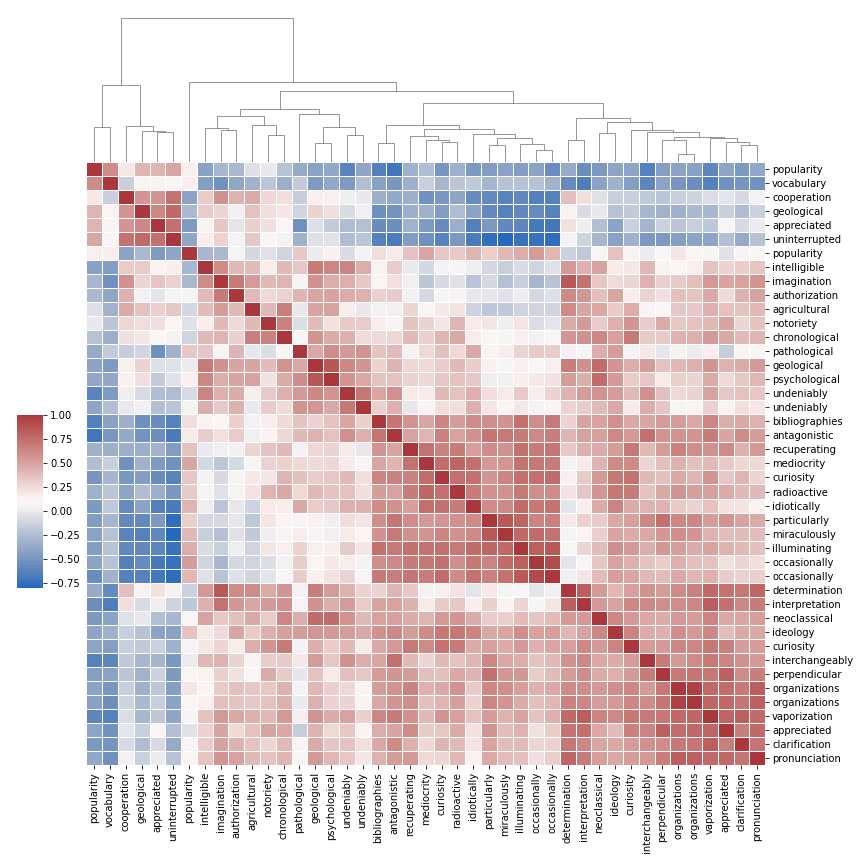 popularity
vocabulary
cooperation
geological
appreciated
uninterrupted
popularity
intelligible
imagination
authorization
agricultural
notoriety
chronological
pathological
geological
psychological
undeniably
undeniably
bibliographies
antagonistic
recuperating
mediocrity
curiosity
radioactive
idiotically
particularly
miraculously
illuminating
occasionally
occasionally
determination
interpretation
neoclassical
ideology
curiosity
interchangeably
perpendicular
organizations
organizations
vaporization
appreciated
clarification
pronunciation
1.00
0.75
0.50
0.25
0.00
−0.25
−0.50
−0.75
popularity
vocabulary
cooperation
geological
appreciated
uninterrupted
popularity
intelligible
imagination
authorization
agricultural
notoriety
chronological
pathological
geological
psychological
undeniably
undeniably
bibliographies
antagonistic
recuperating
mediocrity
curiosity
radioactive
idiotically
particularly
miraculously
illuminating
occasionally
occasionally
determination
interpretation
neoclassical
ideology
curiosity
interchangeably
perpendicular
organizations
organizations
vaporization
appreciated
clarification
pronunciation